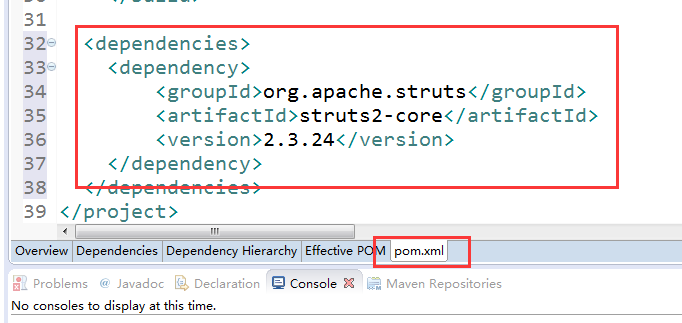 31
32 <dependencies>
33 <dependency>
34 <groupId>org.apache.struts</groupId>
35 <artifactId>struts2-core</artifactId>
36 <version>2.3.24</version>
37 </dependency>
38 </dependencies>
39 </project>
Overview Dependencies Dependency Hierarchy Effective POM pom.xml
Problems @ Javadoc Declaration Console Maven Repositories
No consoles to display at this time.